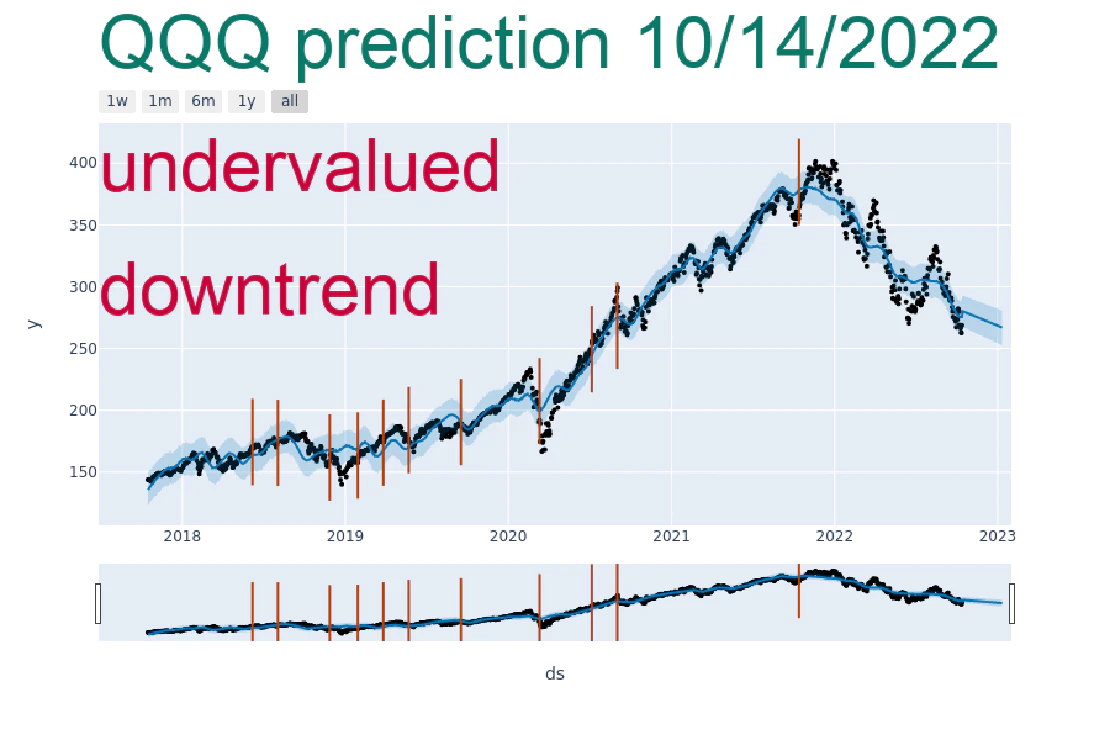 QQQ prediction 10/14/2022
1w 1m 6m 1y all
undervalued
downtrend
400
350
300
250
200
150
y
2018 2019 2020 2021 2022 2023
ds